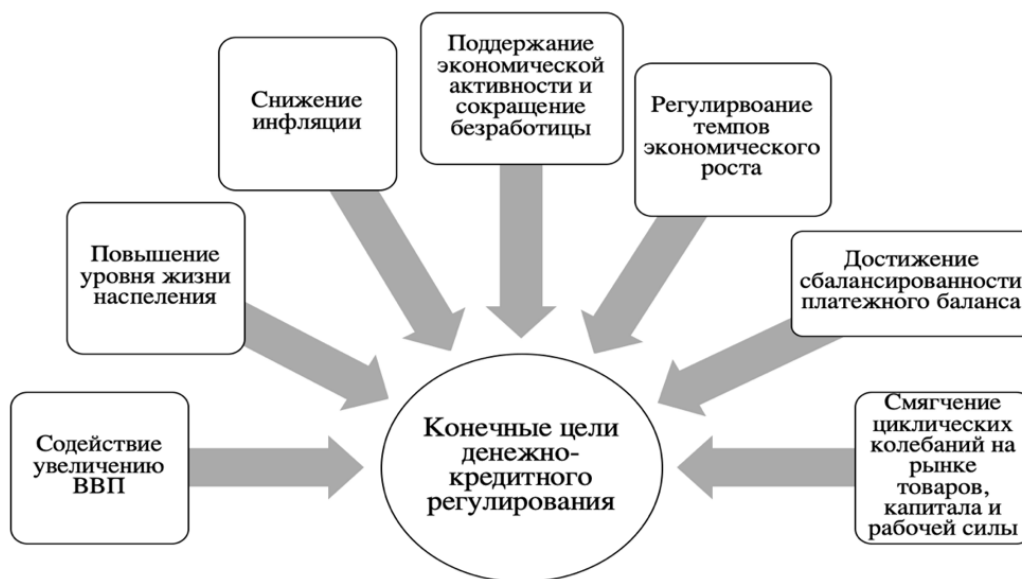 Поддержание
экономической
активности и
сокращение
безработицы
Снижение
инфляции
Регулирвоание
темпов
экономического
роста
Повышение
уровня жизни
наспеления
Достижение
сбалансированности
платежного баланса
Содействие
увеличению
ВВП
Конечные цели
денежно-
кредитного
регулирования
Смягчение
циклических
колебаний на
рынке
товаров,
капитала и
рабочей силы